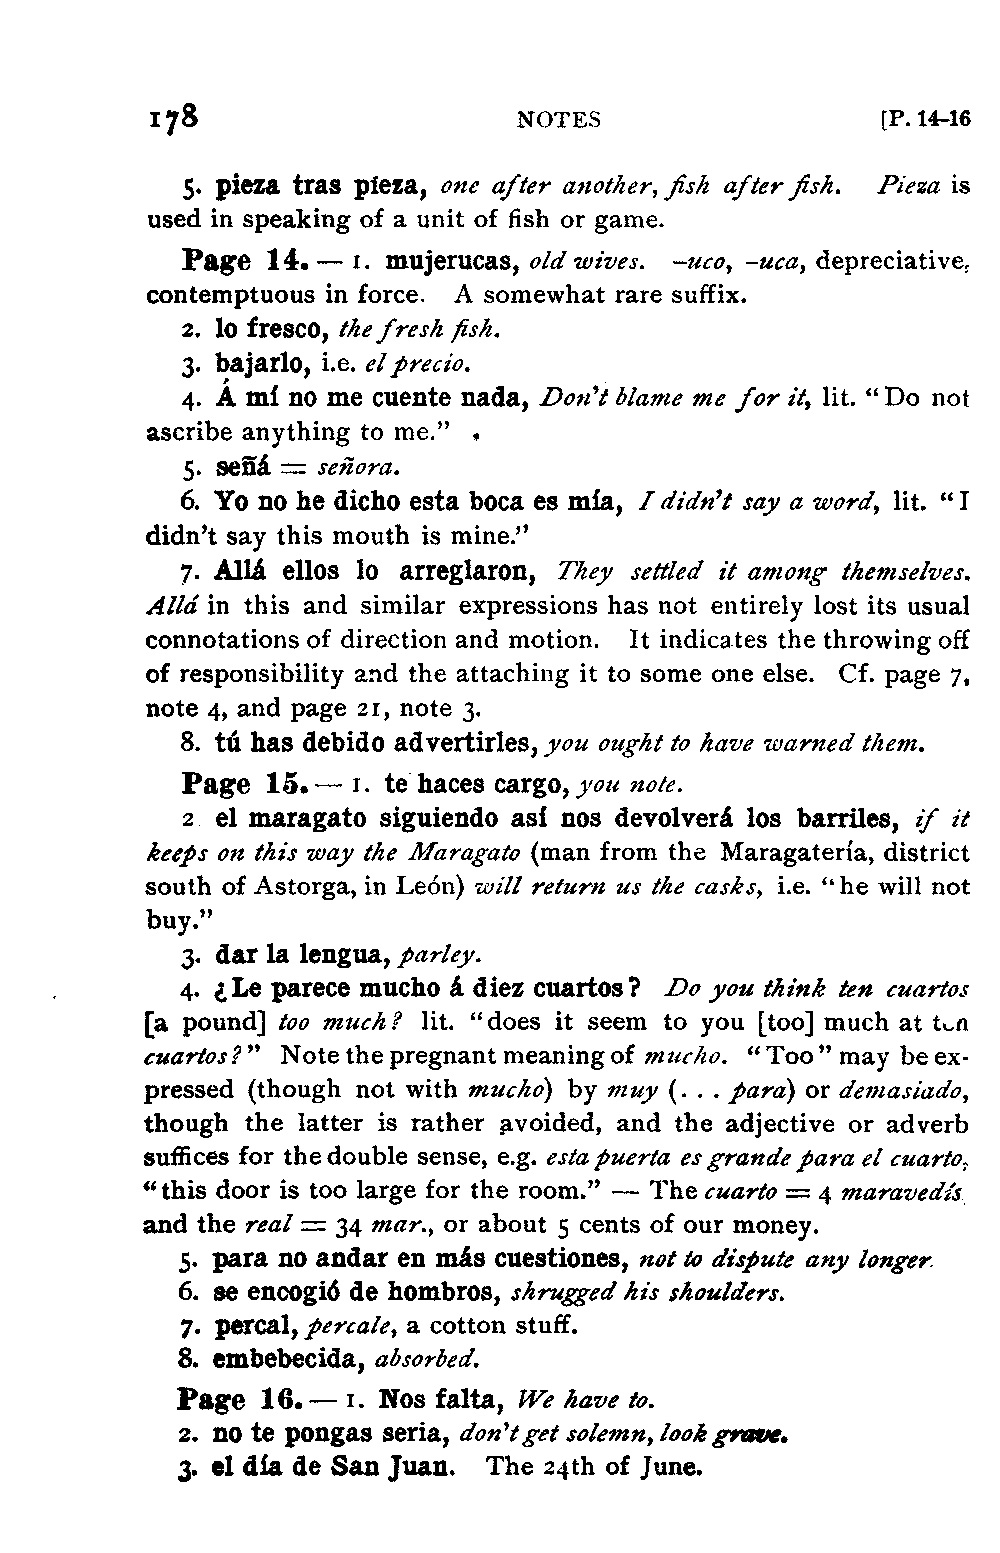 178 NOTES [P. 14–16
5. pieza tras pieza, one after another, fish after fish. Pieza is
used in speaking of a unit of fish or game.
Page 14. — 1. mujerucas, old wives. –uco, –uca, depreciative,
contemptuous in force. A somewhat rare suffix.
2. lo fresco, the fresh fish.
3. bajarlo, i.e. el precio.
4. Á mí no me cuente nada, Don't blame me for it, lit. “Do not
ascribe anything to me.”
5. señá = señora.
6. Yo no he dicho esta boca es mía, I didn't say a word, lit. “I
didn't say this mouth is mine.”
7. Allá ellos lo arreglaron, They settled it among themselves.
Allá in this and similar expressions has not entirely lost its usual
connotations of direction and motion. It indicates the throwing off
of responsibility and the attaching it to some one else. Cf. page 7,
note 4, and page 21, note 3.
8. tú has debido advertirles, you ought to have warned them.
Page 15. — 1. te haces cargo, you note.
2 el maragato siguiendo así nos devolverá los barriles, if it
keeps on this way the Maragato (man from the Maragatería, district
south of Astorga, in León) will return us the casks, i.e. “he will not
buy.”
3. dar la lengua, parley.
4. ¿Le parece mucho á diez cuartos? Do you think ten cuartos
[a pound] too much? lit. “does it seem to you [too] much at ten
cuartos?” Note the pregnant meaning of mucho. “Too” may be ex-
pressed (though not with mucho) by muy (. . . para) or demasiado,
though the latter is rather avoided, and the adjective or adverb
suffices for the double sense, e.g. esta puerta es grande para el cuarto,
“this door is too large for the room.” — The cuarto = 4 maravedís
and the real = 34 mar., or about 5 cents of our money.
5. para no andar en más cuestiones, not to dispute any longer.
6. se encogió de hombros, shrugged his shoulders.
7. percal, percale, a cotton stuff.
8. embebecida, absorbed.
Page 16. — 1. Nos falta, We have to.
2. no te pongas seria, don't get solemn, look grave.
3. el día de San Juan. The 24th of June.